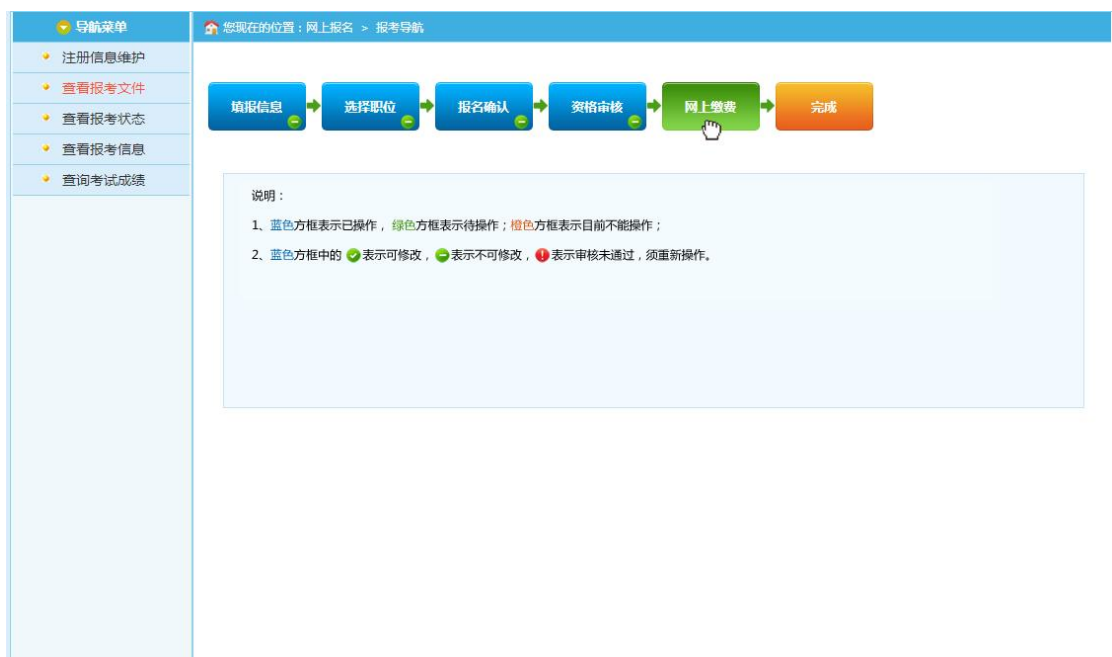 导航菜单
您现在的位置：网上报名 > 报考导航
注册信息维护
查看报考文件
查看报考状态
查看报考信息
查询考试成绩
填报信息
选择职位
报名确认
资格审核
网上缴费
完成
说明：
1、蓝色方框表示已操作，绿色方框表示待操作；橙色方框表示目前不能操作；
2、蓝色方框中的 表示可修改， 表示不可修改， 表示审核未通过，须重新操作。